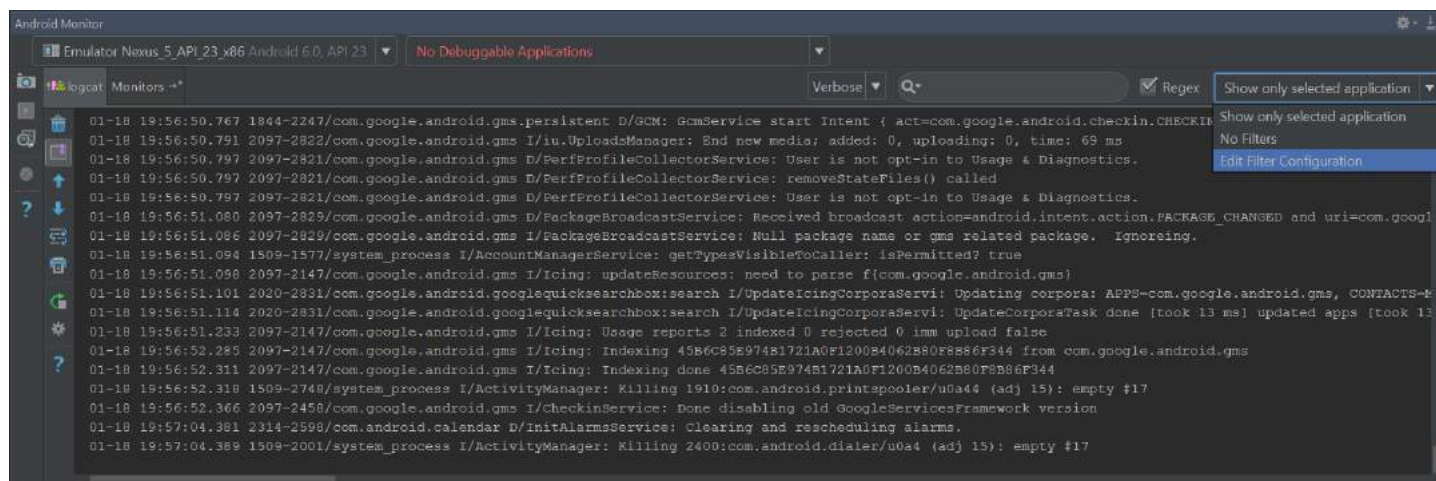 Android Monitor
Emulator Nexus_5_API_23_x86 Android 6.0, API 23
No Debuggable Applications
logcat Monitors
Verbose
Regex
Show only selected application
Show only selected application
No Filters
Edit Filter Configuration
01-18 19:56:50.767 1844-2247/com.google.android.gms.persistent D/GCM: GcmService start Intent { act=com.google.android.checkin.CHECKIN
01-18 19:56:50.791 2097-2822/com.google.android.gms I/iu.UploadsManager: End new media; added: 0, uploading: 0, time: 69 ms
01-18 19:56:50.797 2097-2821/com.google.android.gms D/PerfProfileCollectorService: User is not opt-in to Usage & Diagnostics.
01-18 19:56:50.797 2097-2821/com.google.android.gms D/PerfProfileCollectorService: removeStateFiles() called
01-18 19:56:50.797 2097-2821/com.google.android.gms D/PerfProfileCollectorService: User is not opt-in to Usage & Diagnostics.
01-18 19:56:51.080 2097-2829/com.google.android.gms D/PackageBroadcastService: Received broadcast action=android.intent.action.PACKAGE_CHANGED and uri=com.googl
01-18 19:56:51.086 2097-2829/com.google.android.gms I/PackageBroadcastService: Null package name or gms related package. Ignoreing.
01-18 19:56:51.094 1509-1577/system_process I/AccountManagerService: getTypesVisibleToCaller: isPermitted? true
01-18 19:56:51.098 2097-2147/com.google.android.gms I/Icing: updateResources: need to parse f{com.google.android.gms}
01-18 19:56:51.101 2020-2831/com.google.android.googlequicksearchbox:search I/UpdateIcingCorporaServi: Updating corpora: APPS=com.google.android.gms, CONTACTS=M
01-18 19:56:51.114 2020-2831/com.google.android.googlequicksearchbox:search I/UpdateIcingCorporaServi: UpdateCorporaTask done [took 13 ms] updated apps [took 13
01-18 19:56:51.233 2097-2147/com.google.android.gms I/Icing: Usage reports 2 indexed 0 rejected 0 imm upload false
01-18 19:56:52.285 2097-2147/com.google.android.gms I/Icing: Indexing 45B6C85E974B1721A0F1200B4062B80F8B86F344 from com.google.android.gms
01-18 19:56:52.311 2097-2147/com.google.android.gms I/Icing: Indexing done 45B6C85E974B1721A0F1200B4062B80F8B86F344
01-18 19:56:52.318 1509-2748/system_process I/ActivityManager: Killing 1910:com.android.printspooler/u0a44 (adj 15): empty #17
01-18 19:56:52.366 2097-2458/com.google.android.gms I/CheckinService: Done disabling old GoogleServicesFramework version
01-18 19:57:04.381 2314-2598/com.android.calendar D/InitAlarmsService: Clearing and rescheduling alarms.
01-18 19:57:04.389 1509-2001/system_process I/ActivityManager: Killing 2400:com.android.dialer/u0a4 (adj 15): empty #17